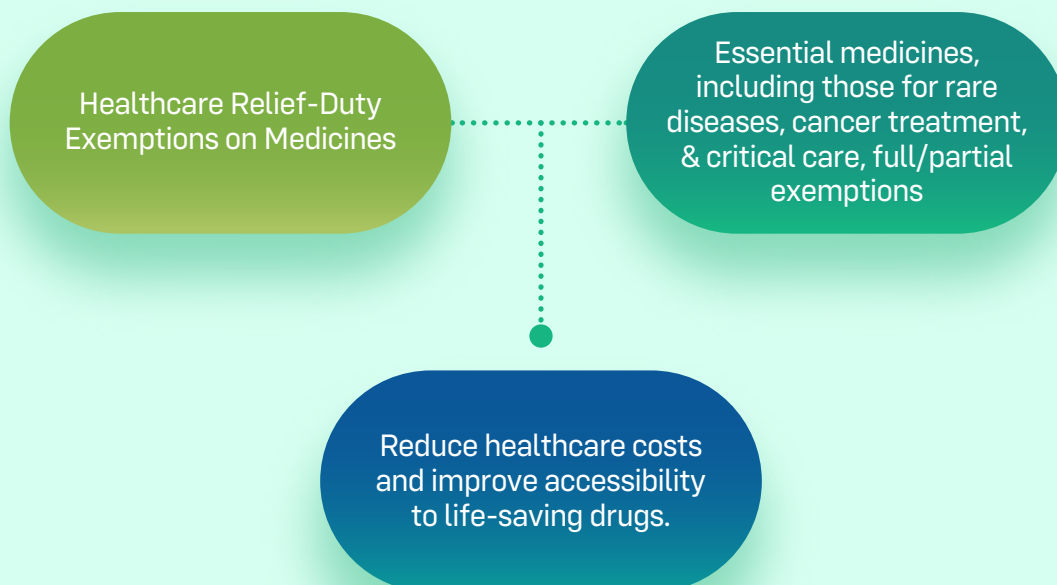 Healthcare Relief-Duty
Exemptions on Medicines
Essential medicines,
including those for rare
diseases, cancer treatment,
& critical care, full/partial
exemptions
Reduce healthcare costs
and improve accessibility
to life-saving drugs.